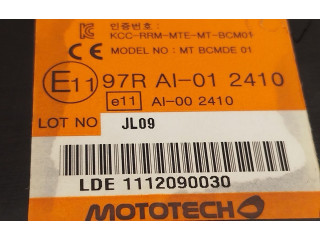 인증번호 :
KCC-RRM-MTE-MT-BCM01
CE MODEL NO : MT BCMDE 01
E11 97R AI-01 2410
e11 AI-00 2410
LOT NO JL09
LDE 1112090030
MOTOTECH